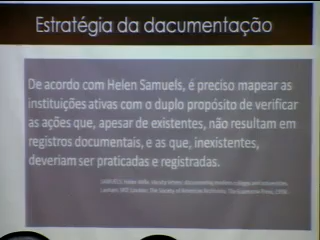 Estratégia da dacumentação
De acordo com Helen Samuels, é preciso mapear as
instituições ativas com o duplo propósito de verificar
as ações que, apesar de existentes, não resultam em
registros documentais, e as que, inexistentes,
deveriam ser praticadas e registradas.